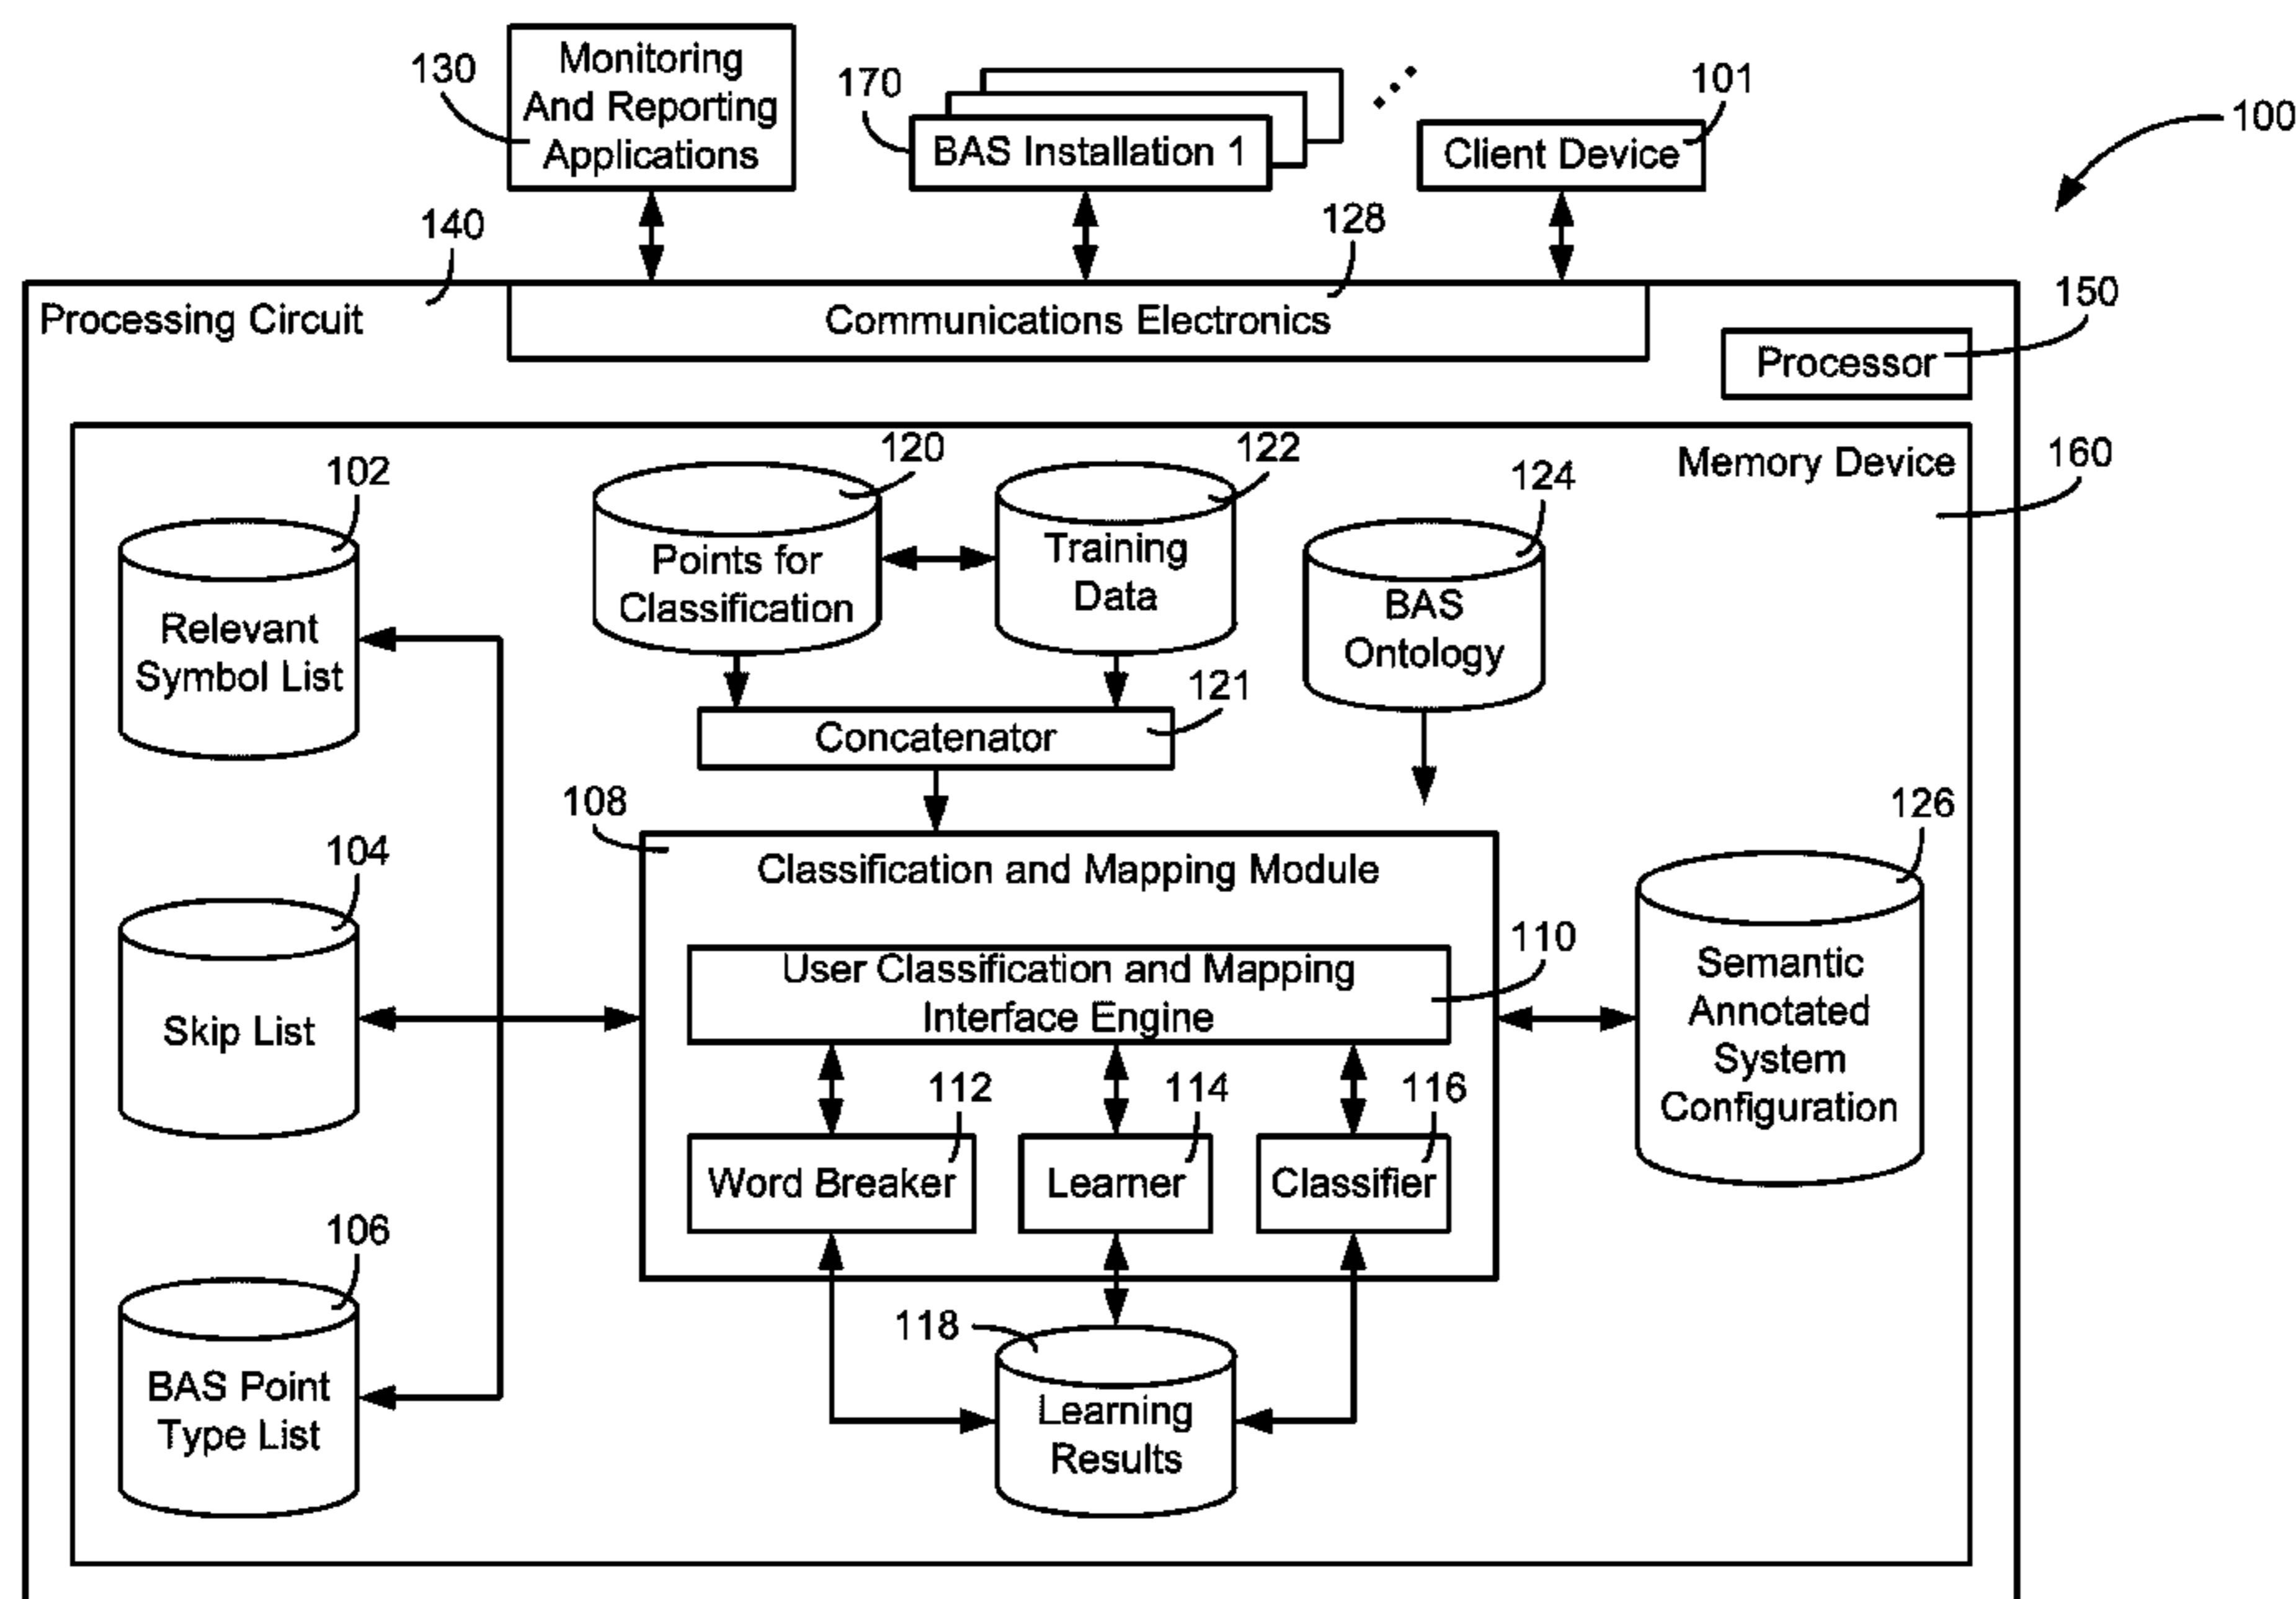 Monitoring
And Reporting
Applications
130
170
BAS Installation 1
Client Device
101
100
140
128
Processing Circuit
Communications Electronics
150
Processor
Memory Device
160
102
Relevant
Symbol List
120
Points for
Classification
122
Training
Data
124
BAS
Ontology
121
Concatenator
104
Skip List
108
Classification and Mapping Module
110
User Classification and Mapping
Interface Engine
126
Semantic
Annotated
System
Configuration
112
Word Breaker
114
Learner
116
Classifier
106
BAS Point
Type List
118
Learning
Results